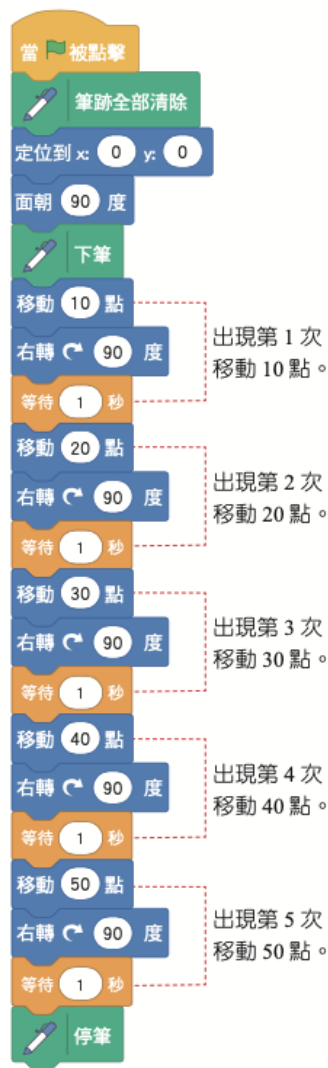 當 被點擊
筆跡全部清除
定位到 x: 0 y: 0
面朝 90 度
下筆
移動 10 點
右轉 90 度
等待 1 秒
出現第 1 次
移動 10 點。
移動 20 點
右轉 90 度
等待 1 秒
出現第 2 次
移動 20 點。
移動 30 點
右轉 90 度
等待 1 秒
出現第 3 次
移動 30 點。
移動 40 點
右轉 90 度
等待 1 秒
出現第 4 次
移動 40 點。
移動 50 點
右轉 90 度
等待 1 秒
出現第 5 次
移動 50 點。
停筆